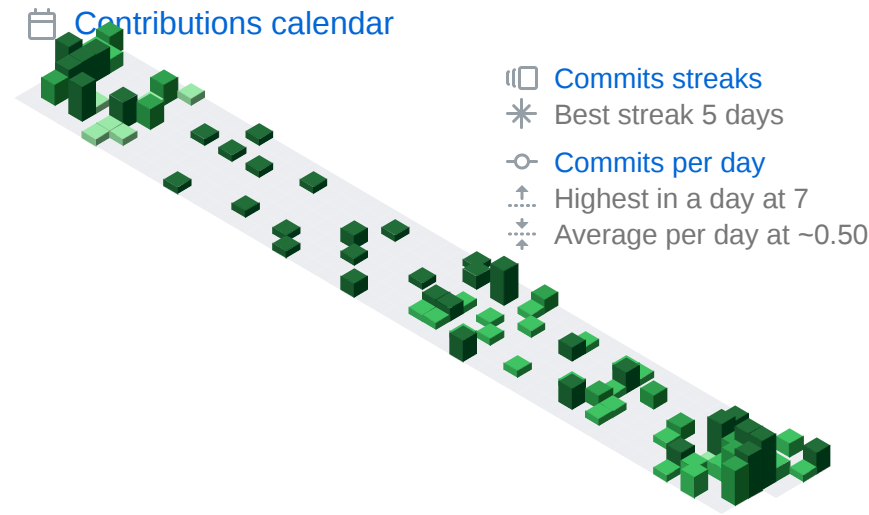 Contributions calendar
Commits streaks
Best streak 5 days
Commits per day
Highest in a day at 7
Average per day at ~0.50